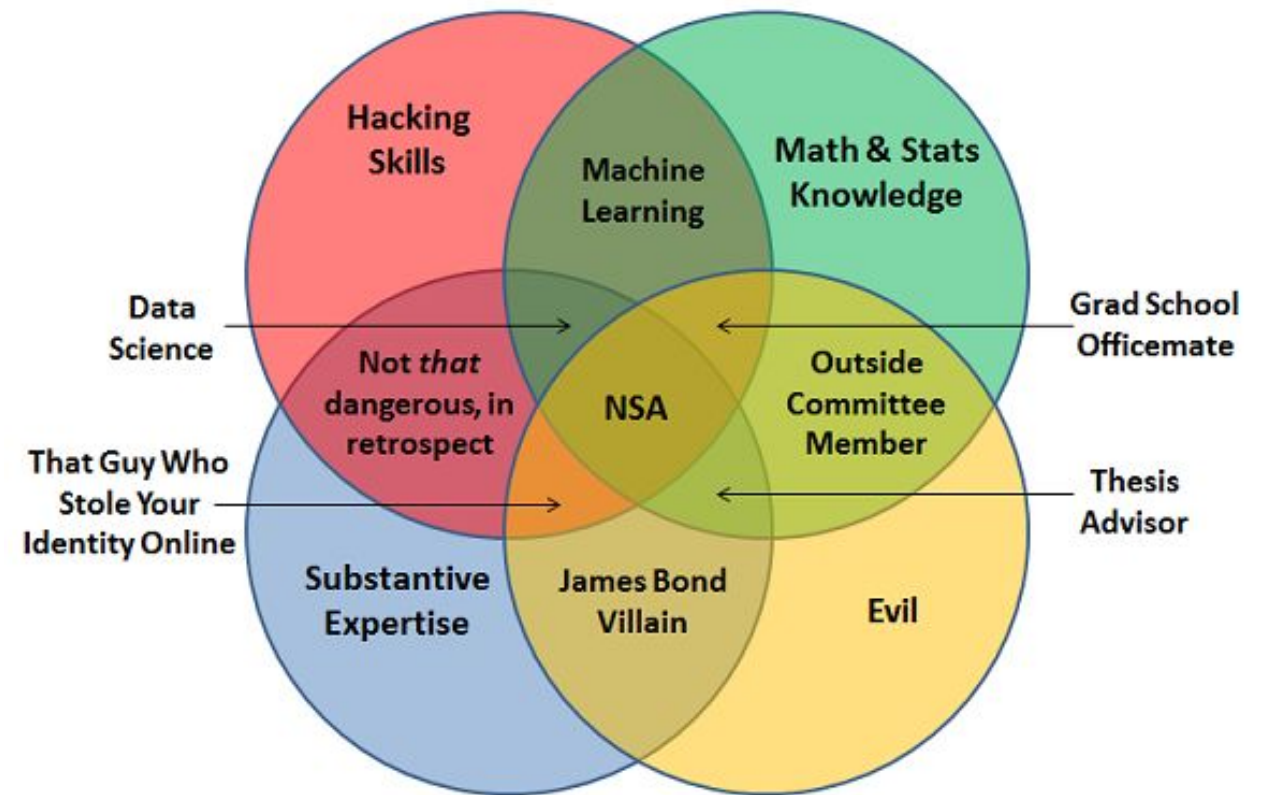 Hacking
Skills
Math & Stats
Knowledge
Machine
Learning
Data
Science
Grad School
Officemate
Not that
dangerous, in
retrospect
NSA
Outside
Committee
Member
That Guy Who
Stole Your
Identity Online
Thesis
Advisor
Substantive
Expertise
James Bond
Villain
Evil